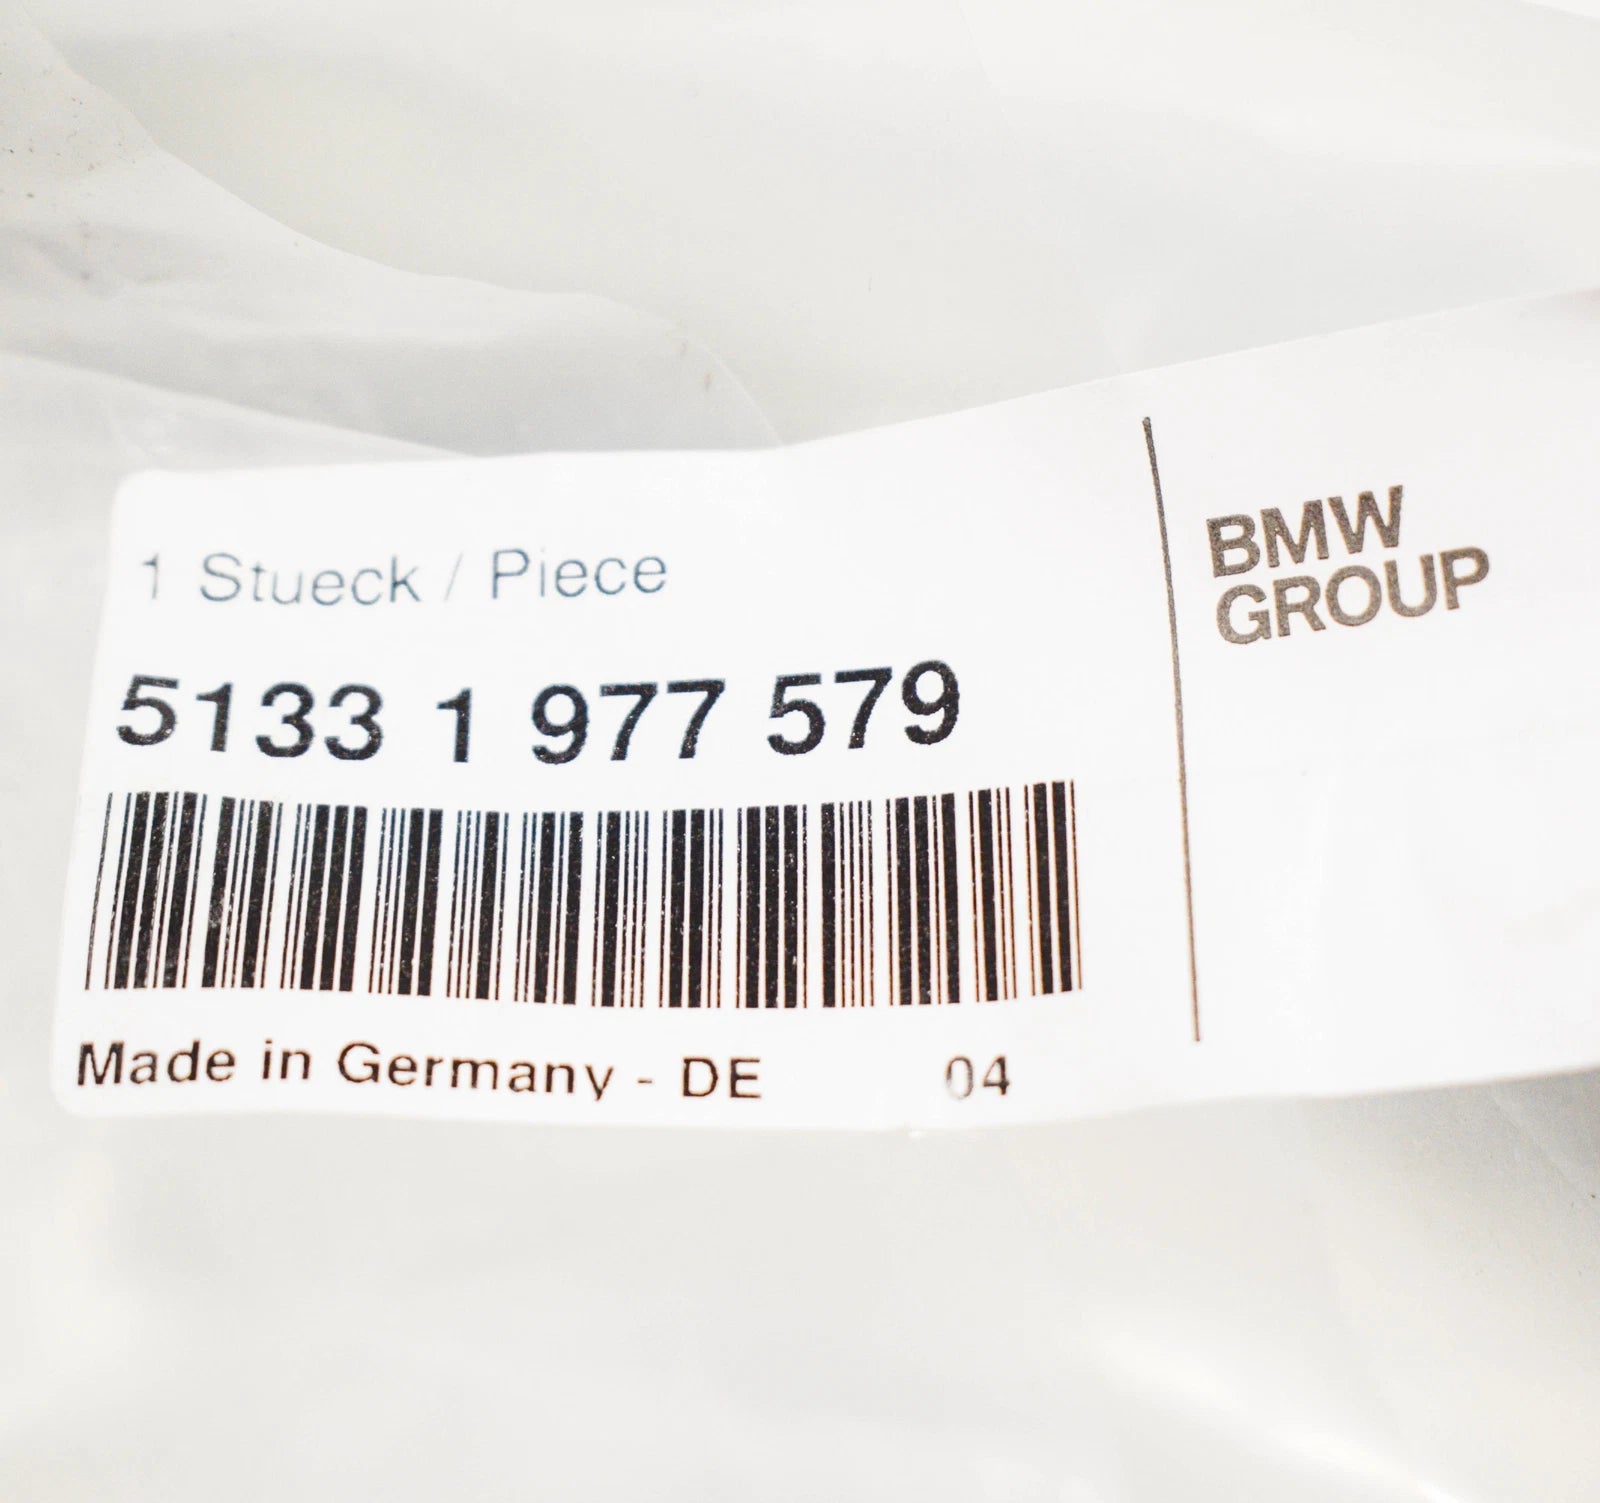 1 Stueck / Piece
5133 1 977 579
Made in Germany - DE 04
BMW
GROUP